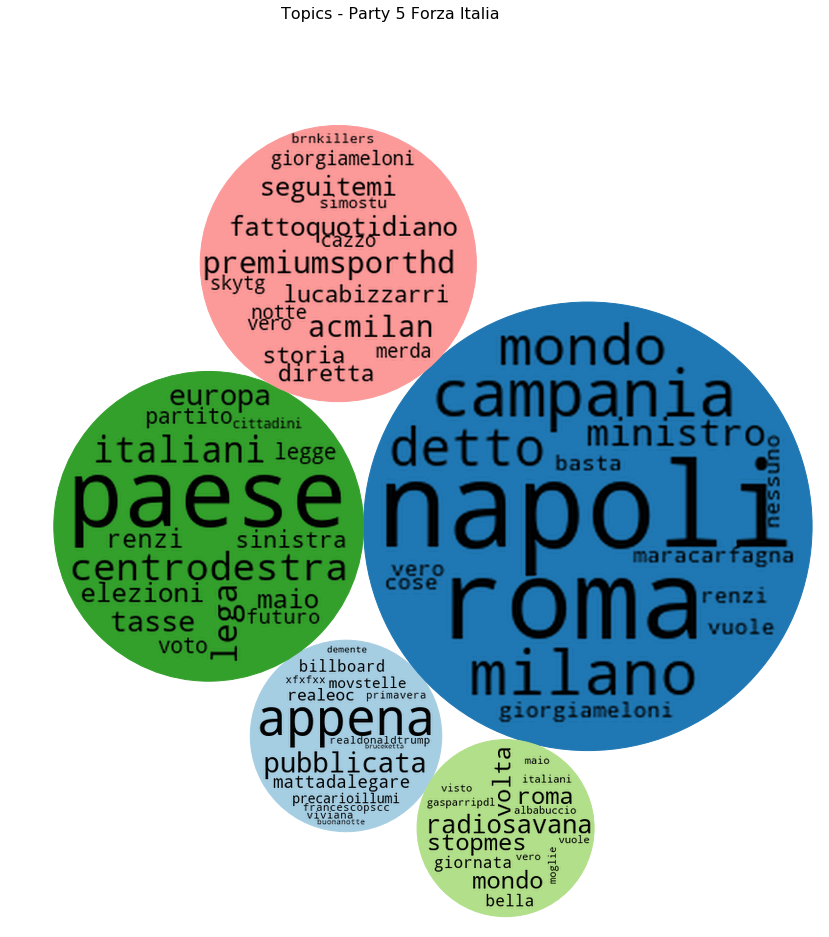 Topics - Party 5 Forza Italia
brnkillers
giorgiameloni
seguitemi
simostu
fattoquotidiano
cazzo
premiumsporthd
skytg
lucabizzarri
notte
vero
acmilan
storia
merda
diretta
europa
partito
cittadini
italiani
legge
paese
renzi
sinistra
centrodestra
elezioni
maio
tasse
lega
futuro
voto
mondo
campania
detto
ministro
basta
nessuno
napoli
maracarfagna
vero
cose
roma
renzi
vuole
milano
giorgiameloni
demente
billboard
xfxfxx
movstelle
realeoc
primavera
appena
realdonaldtrump
bruceketta
pubblicata
mattadalegare
precarioillumi
francescopscc
viviana
buonanotte
volta
maio
italiani
visto
roma
gasparripdl
albabuccio
radiosavana
stopmes
vuole
giornata
vero
moglie
mondo
bella